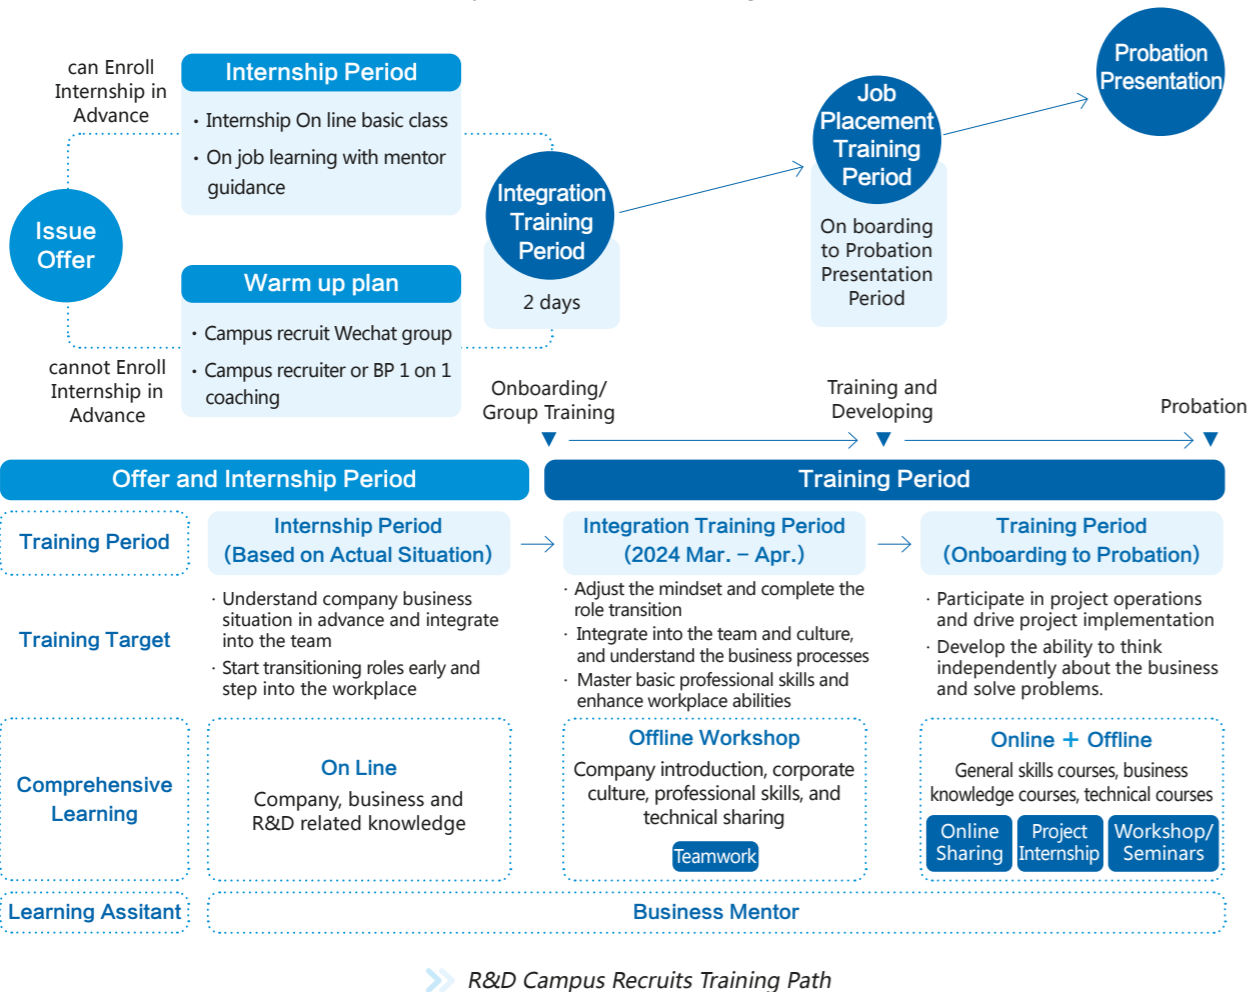 can Enroll
Internship in
Advance
Internship Period
· Internship On line basic class
· On job learning with mentor
guidance
Issue
Offer
Warm up plan
· Campus recruit Wechat group
· Campus recruiter or BP 1 on 1
coaching
cannot Enroll
Internship in
Advance
Integration
Training
Period
2 days
Job
Placement
Training
Period
On boarding
to Probation
Presentation
Period
Probation
Presentation
Onboarding/
Group Training
Training and
Developing
Probation
Offer and Internship Period
Training Period
Training Period
Internship Period
(Based on Actual Situation)
Integration Training Period
(2024 Mar. – Apr.)
Training Period
(Onboarding to Probation)
Training Target
· Understand company business
situation in advance and integrate
into the team
· Start transitioning roles early and
step into the workplace
· Adjust the mindset and complete the
role transition
· Integrate into the team and culture,
and understand the business processes
· Master basic professional skills and
enhance workplace abilities
· Participate in project operations
and drive project implementation
· Develop the ability to think
independently about the business
and solve problems.
Comprehensive
Learning
On Line
Company, business and
R&D related knowledge
Offline Workshop
Company introduction, corporate
culture, professional skills, and
technical sharing
Teamwork
Online + Offline
General skills courses, business
knowledge courses, technical courses
Online
Sharing
Project
Internship
Workshop/
Seminars
Learning Assitant
Business Mentor
R&D Campus Recruits Training Path